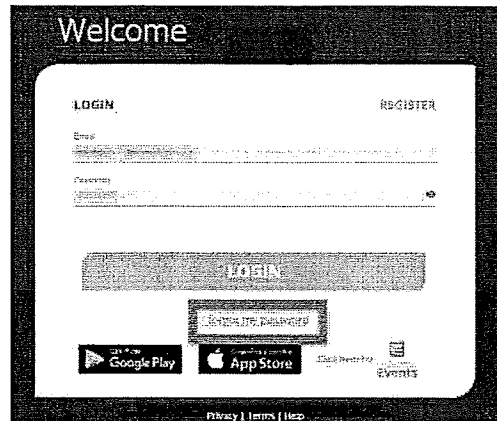 Welcome
LOGIN REGISTER
Email
Password
LOGIN
Google Play
App Store
Events
Privacy | Terms | Help